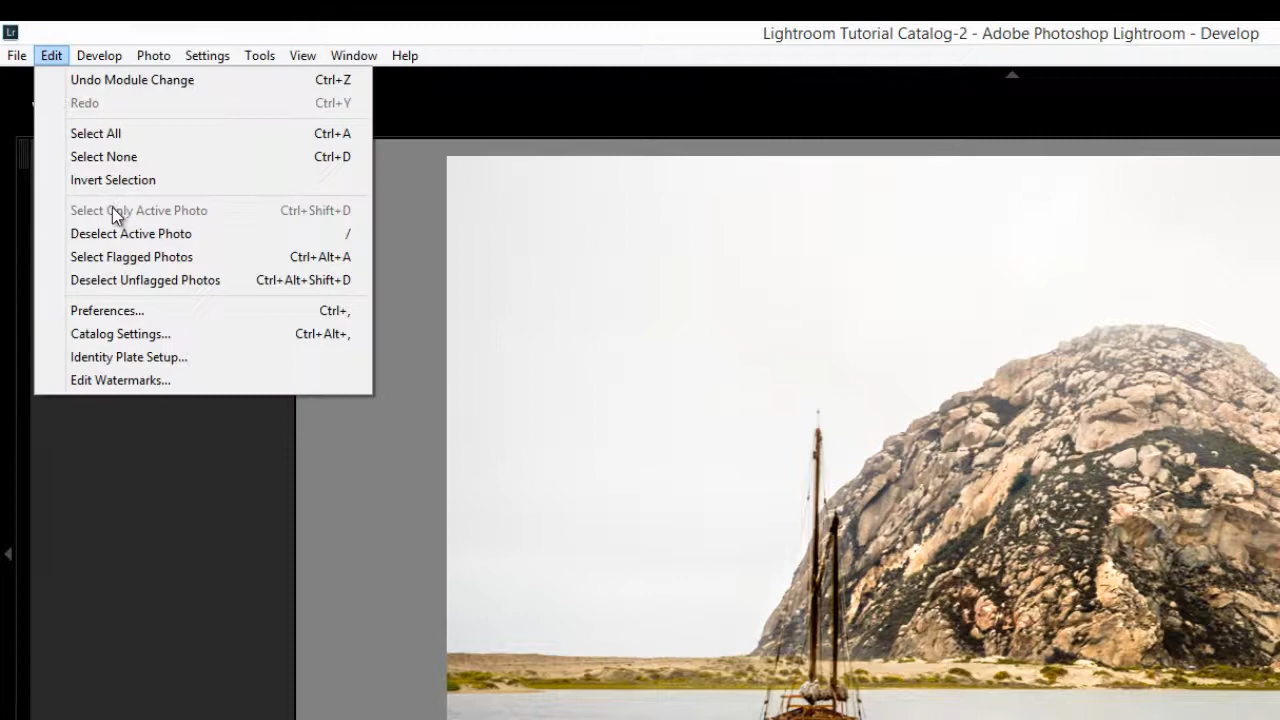 Lr
Lightroom Tutorial Catalog-2 - Adobe Photoshop Lightroom - Develop
File Edit Develop Photo Settings Tools View Window Help
Undo Module Change Ctrl+Z
Redo Ctrl+Y
Select All Ctrl+A
Select None Ctrl+D
Invert Selection
Select Only Active Photo Ctrl+Shift+D
Deselect Active Photo /
Select Flagged Photos Ctrl+Alt+A
Deselect Unflagged Photos Ctrl+Alt+Shift+D
Preferences... Ctrl+,
Catalog Settings... Ctrl+Alt+,
Identity Plate Setup...
Edit Watermarks...